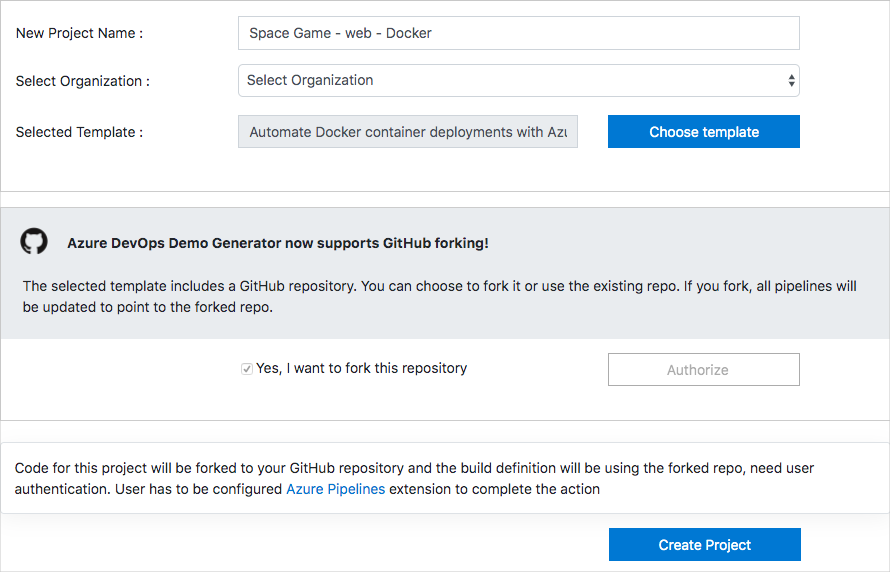 New Project Name :
Space Game - web - Docker
Select Organization :
Select Organization
Selected Template :
Automate Docker container deployments with Azu
Choose template
Azure DevOps Demo Generator now supports GitHub forking!
The selected template includes a GitHub repository. You can choose to fork it or use the existing repo. If you fork, all pipelines will
be updated to point to the forked repo.
Yes, I want to fork this repository
Authorize
Code for this project will be forked to your GitHub repository and the build definition will be using the forked repo, need user
authentication. User has to be configured Azure Pipelines extension to complete the action
Create Project